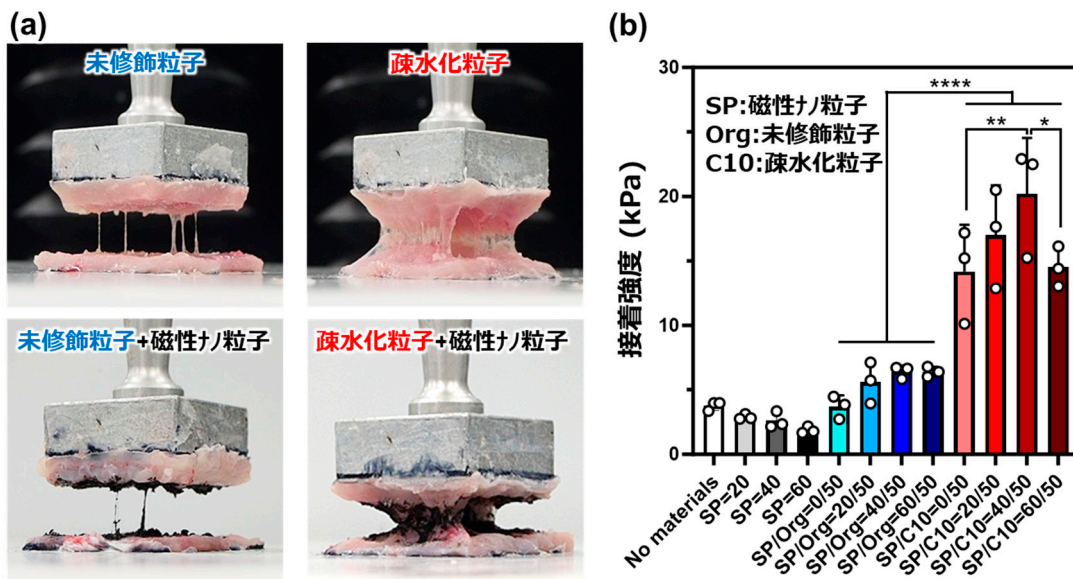 (a)
未修飾粒子
疎水化粒子
未修飾粒子+磁性ナノ粒子
疎水化粒子+磁性ナノ粒子
(b)
接着強度 (kPa)
30
20
10
0
SP:磁性ナノ粒子
Org:未修飾粒子
C10:疎水化粒子
****
**
*
No materials
SP=20
SP=40
SP=60
SP/Org=0/50
SP/Org=20/50
SP/Org=40/50
SP/Org=60/50
SP/C10=0/50
SP/C10=20/50
SP/C10=40/50
SP/C10=60/50